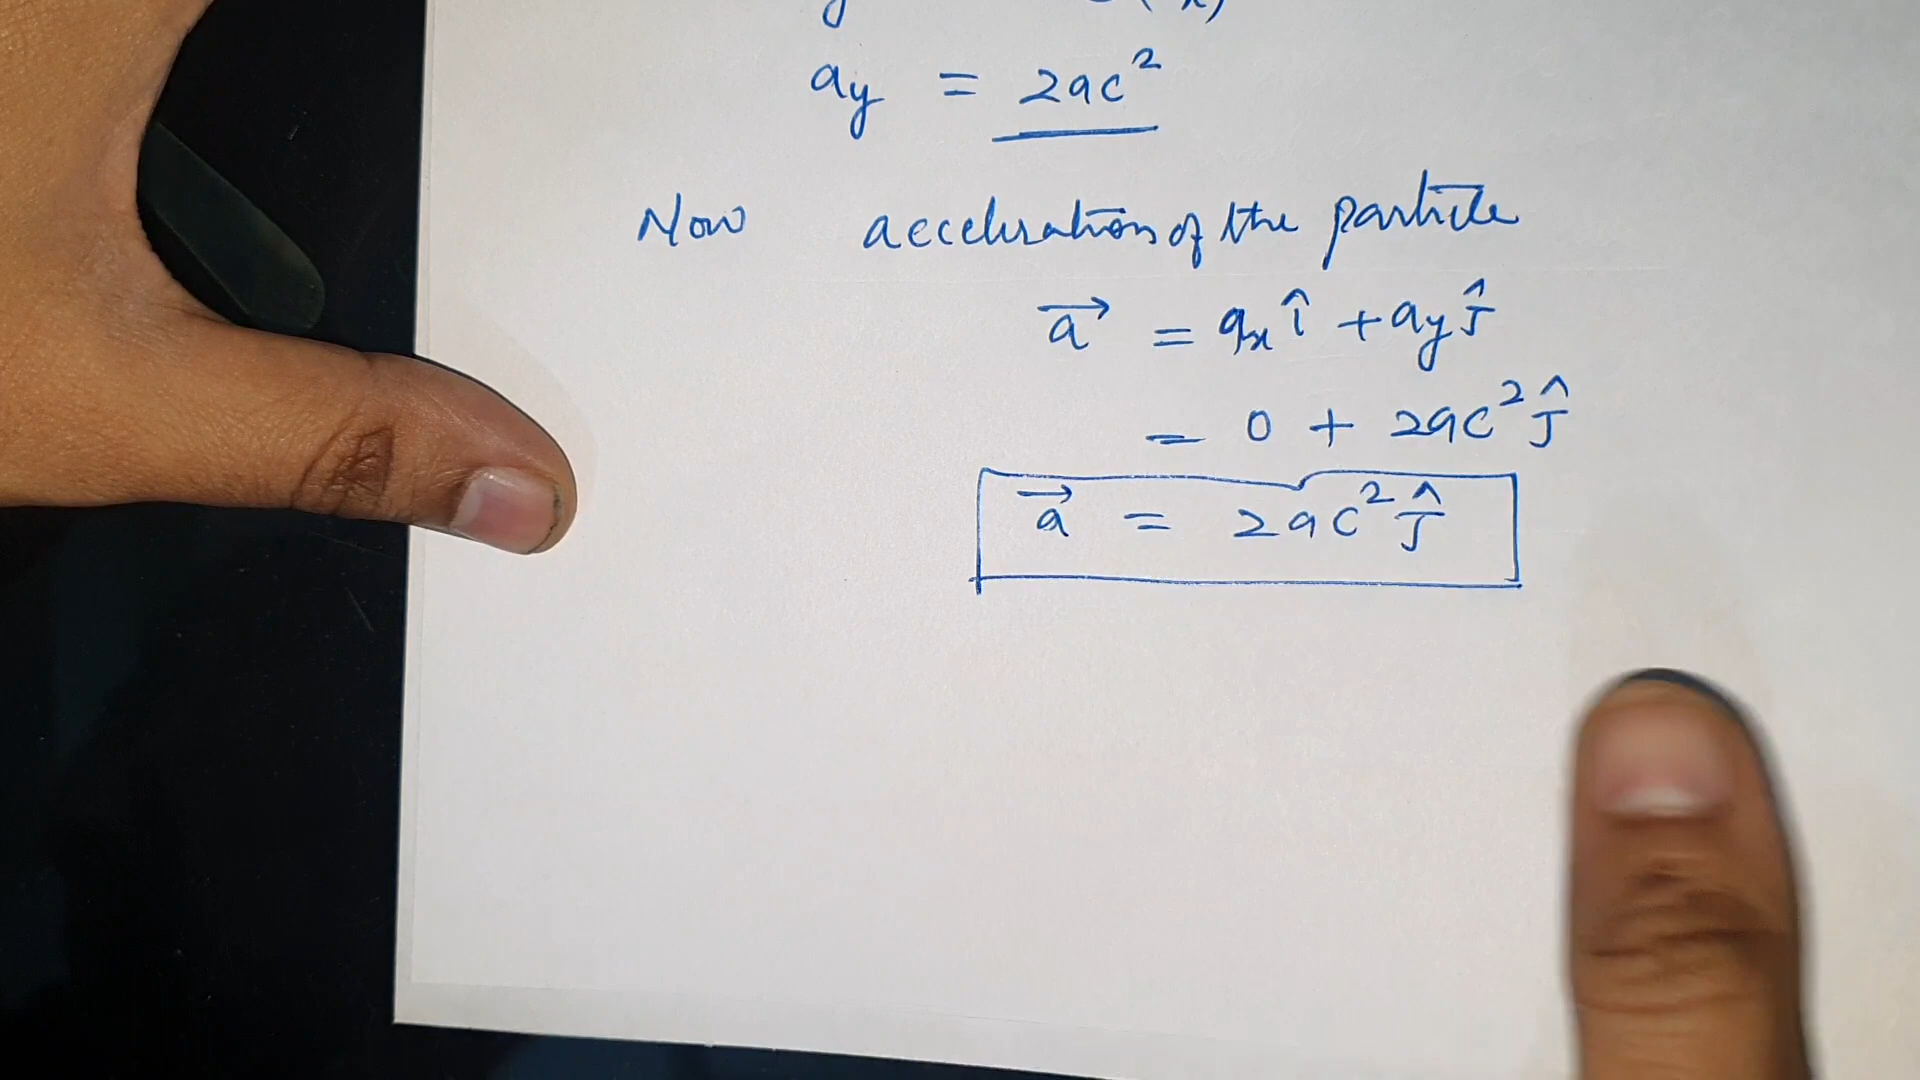 ay = 2ac²
Now acceleration of the particle
a⃗ = aₓ î + ay ĵ
= 0 + 2ac² ĵ
a⃗ = 2ac² ĵ